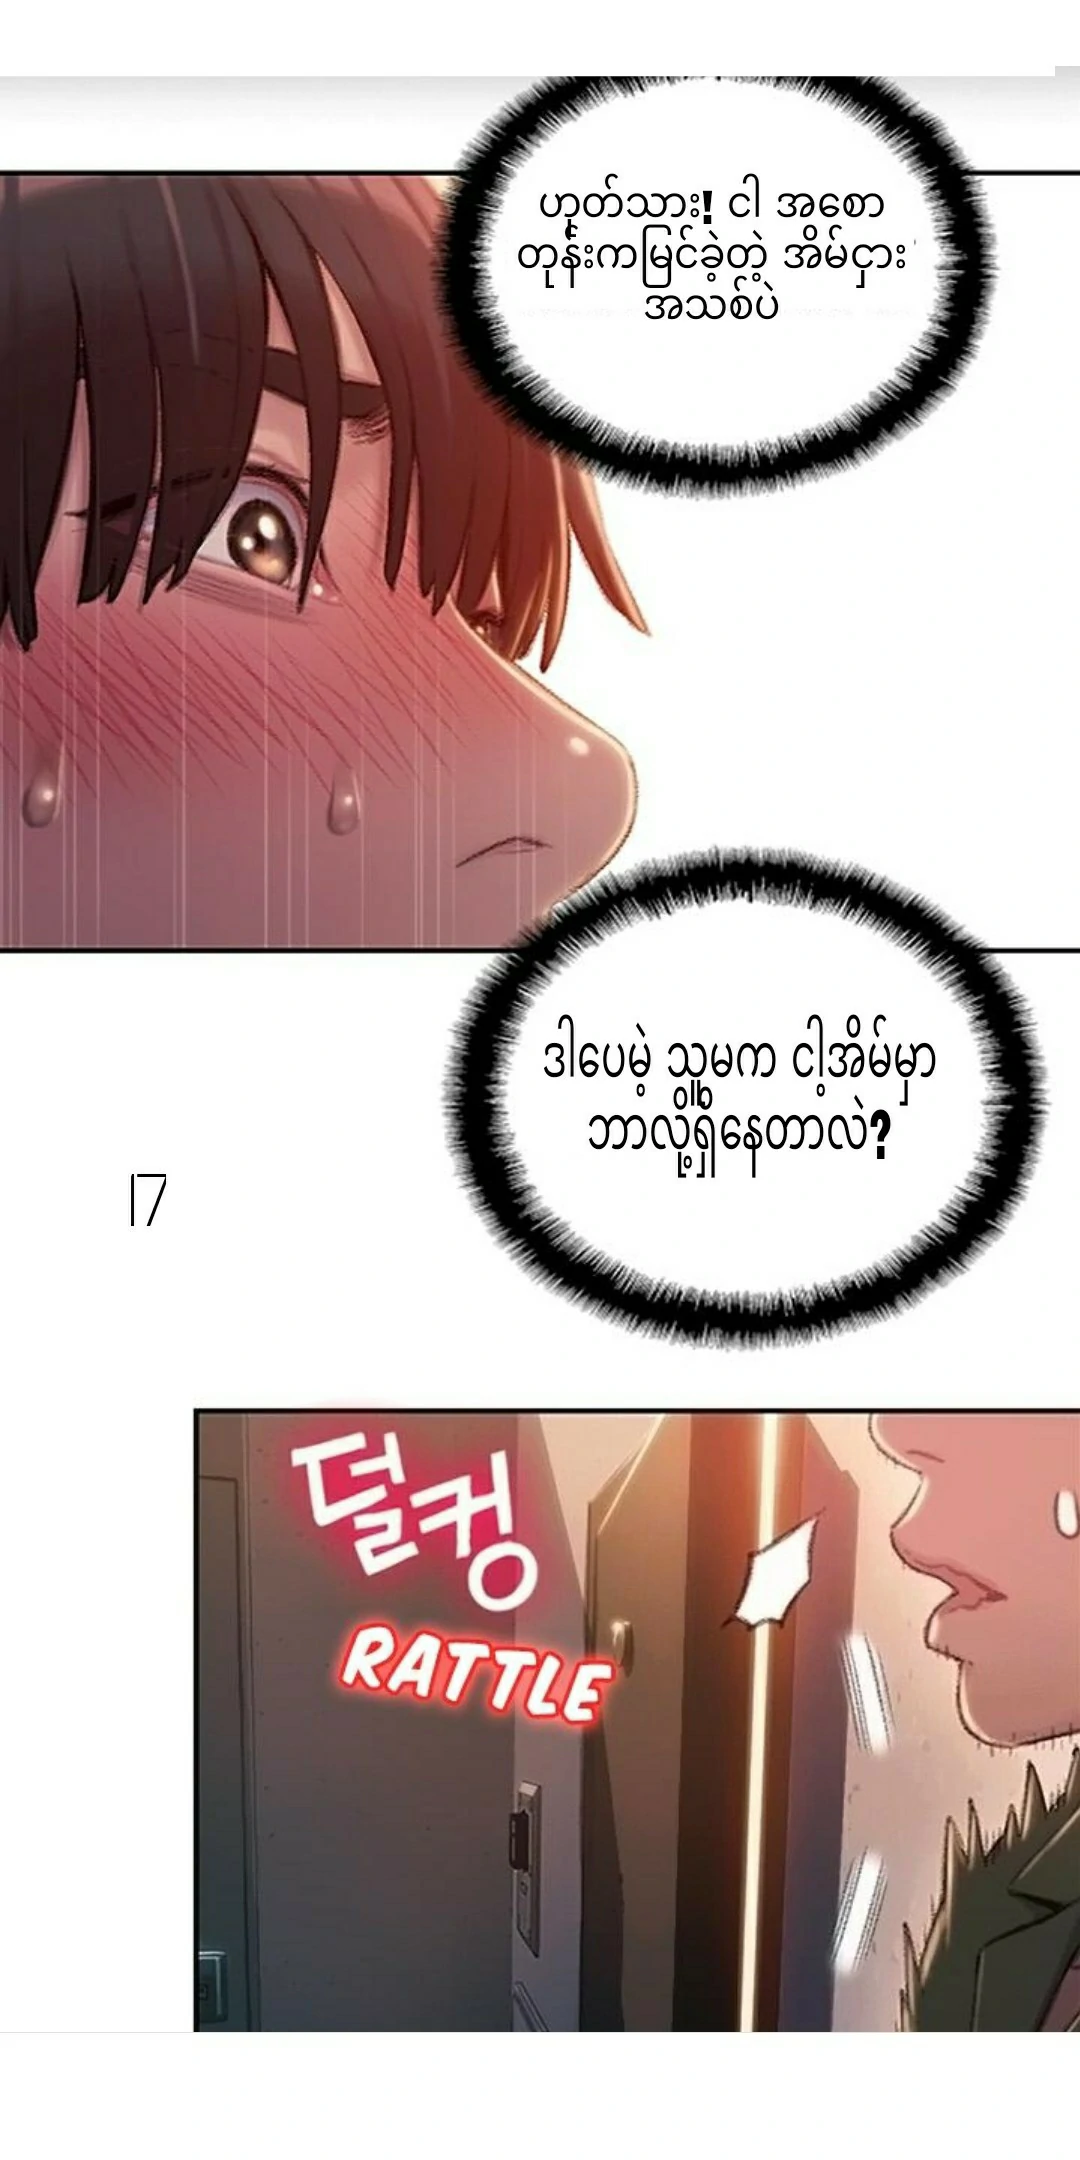 ဟုတ်သား! ငါ အစော
တုန်းကမြင်ခဲ့တဲ့ အိမ်ငှား
အသစ်ပဲ
ဒါပေမဲ့ သူမက ငါ့အိမ်မှာ
ဘာလို့ရှိနေတာလဲ?
17
덜컹
RATTLE